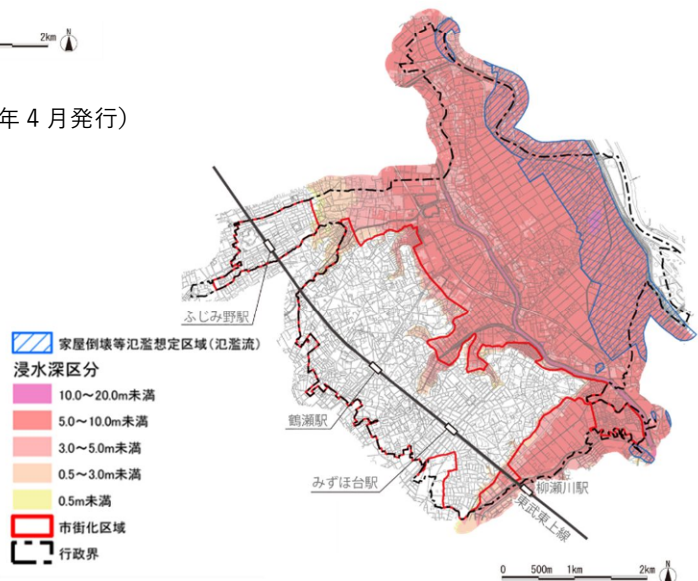 2km
N
年 4 月発行）
ふじみ野駅
鶴瀬駅
みずほ台駅
柳瀬川駅
東武東上線
家屋倒壊等氾濫想定区域（氾濫流）
浸水深区分
10.0～20.0m未満
5.0～10.0m未満
3.0～5.0m未満
0.5～3.0m未満
0.5m未満
市街化区域
行政界
0 500m 1km 2km
N